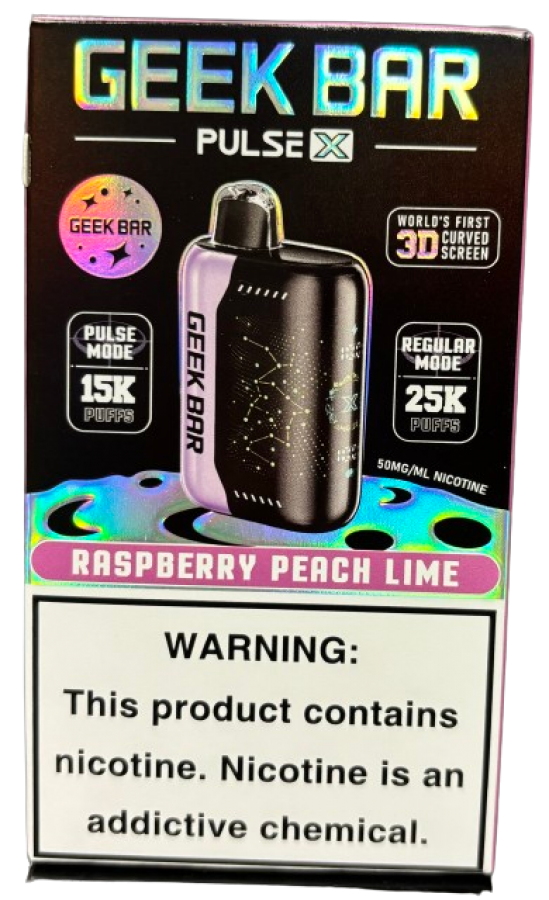 GEEK BAR
PULSE X
GEEK BAR
WORLD'S FIRST
3D CURVED
SCREEN
PULSE
MODE
15K
PUFFS
GEEK BAR
REGULAR
MODE
25K
PUFFS
50MG/ML NICOTINE
RASPBERRY PEACH LIME
WARNING:
This product contains
nicotine. Nicotine is an
addictive chemical.